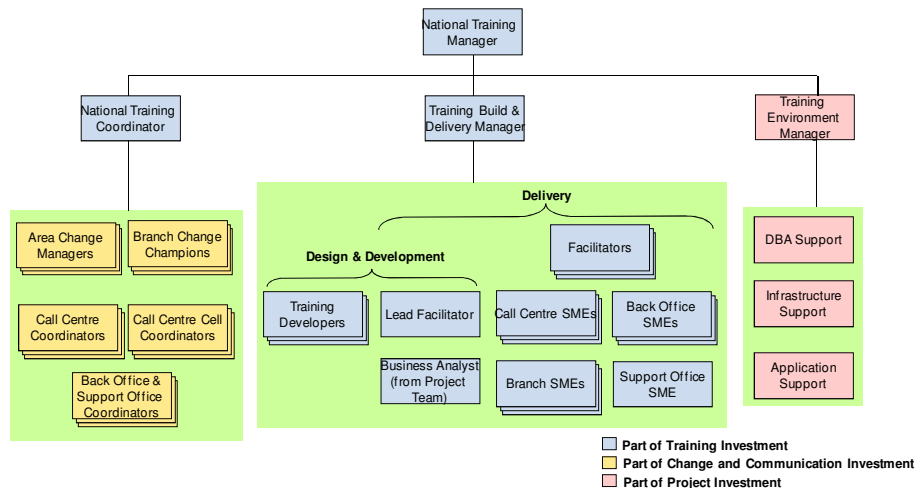 National Training
Manager
National Training
Coordinator
Training Build &
Delivery Manager
Training
Environment
Manager
Area Change
Managers
Branch Change
Champions
Call Centre
Coordinators
Call Centre Cell
Coordinators
Back Office &
Support Office
Coordinators
Delivery
Facilitators
Design & Development
Training
Developers
Lead Facilitator
Call Centre SMEs
Back Office
SMEs
Business Analyst
(from Project
Team)
Branch SMEs
Support Office
SME
DBA Support
Infrastructure
Support
Application
Support
Part of Training Investment
Part of Change and Communication Investment
Part of Project Investment